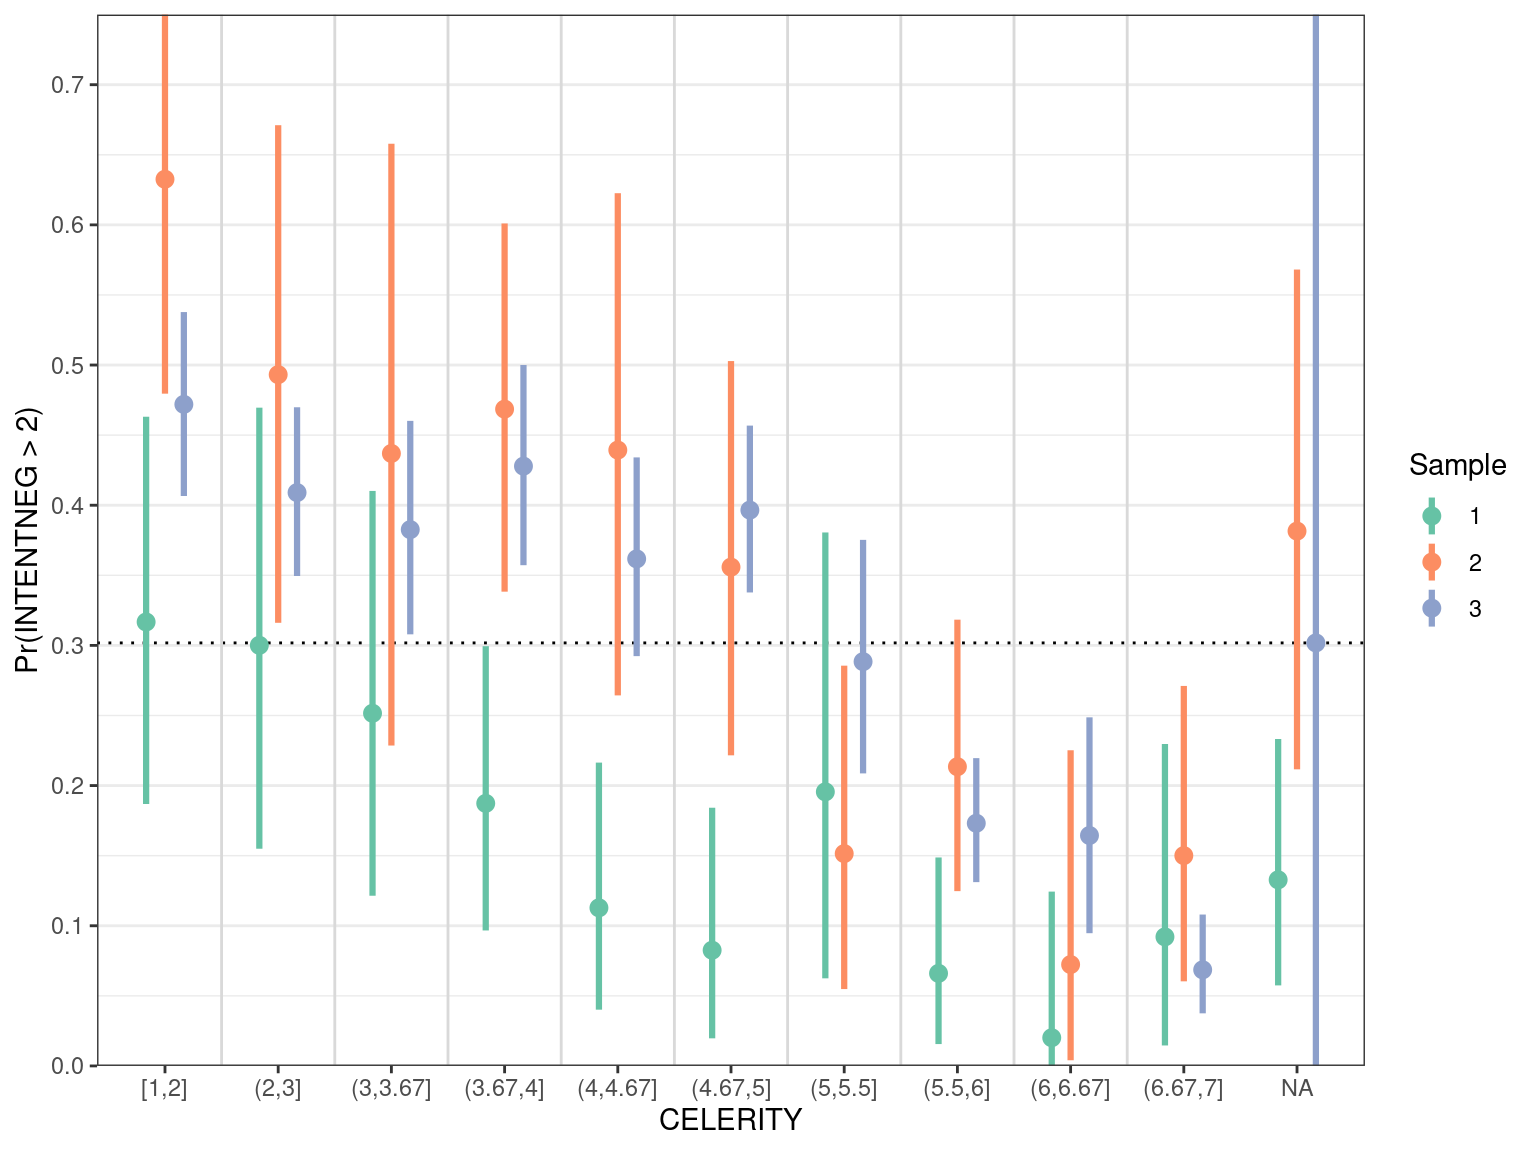 0.7
0.6
0.5
0.4
0.3
0.2
0.1
0.0
Pr(INTENTNEG > 2)
[1,2] (2,3] (3,3.67] (3.67,4] (4,4.67] (4.67,5] (5,5.5] (5.5,6] (6,6.67] (6.67,7] NA
CELERITY
Sample
1
2
3